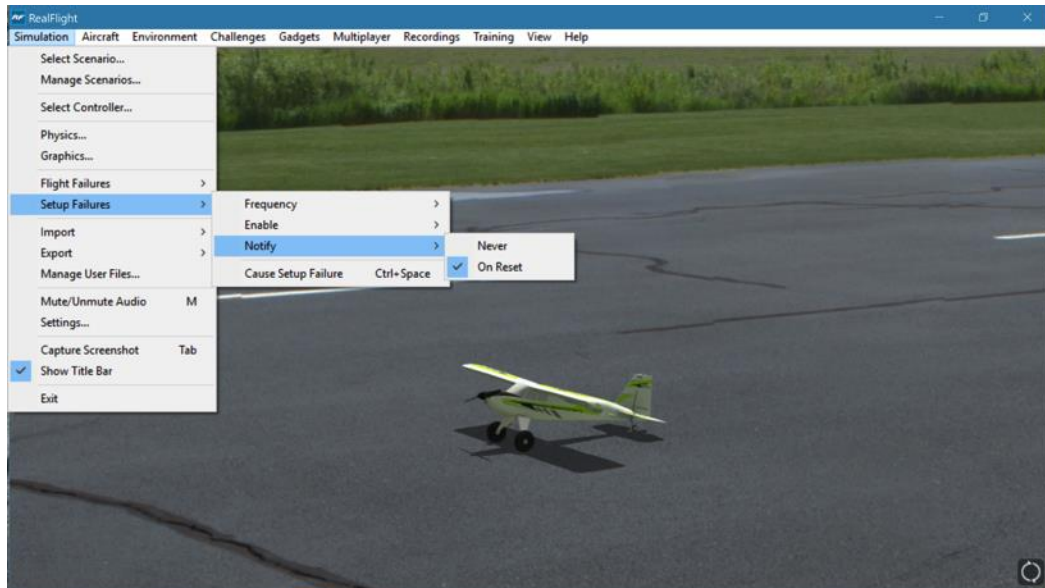 RealFlight
Simulation Aircraft Environment Challenges Gadgets Multiplayer Recordings Training View Help
Select Scenario...
Manage Scenarios...
Select Controller...
Physics...
Graphics...
Flight Failures
Setup Failures
Import
Export
Manage User Files...
Mute/Unmute Audio M
Settings...
Capture Screenshot Tab
Show Title Bar
Exit
Frequency
Enable
Notify
Cause Setup Failure Ctrl+Space
Never
On Reset